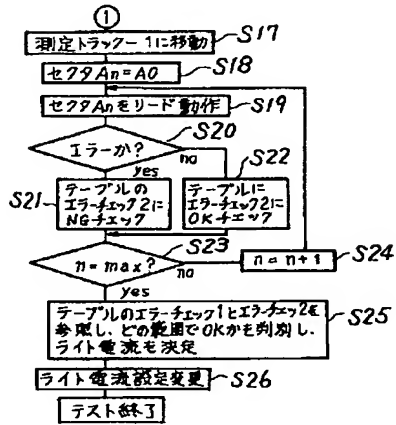 ①
測定トラック-1に移動
S17
セクタAn=A0
S18
セクタAnをリード動作
S19
エラーか?
S20
yes
no
S22
S21
テーブルの
エラーチェック2に
NGチェック
テーブルに
エラーチェック2に
OKチェック
S23
n=max?
no
n=n+1
S24
yes
テーブルのエラーチェック1とエラーチェック2を
参照し、どの範囲でOKかを判別し、
ライト電流を決定
S25
ライト電流設定変更
S26
テスト終了